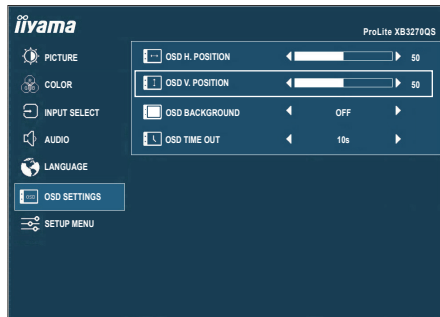 iiyama
ProLite XB3270QS
PICTURE
COLOR
INPUT SELECT
AUDIO
LANGUAGE
OSD
OSD SETTINGS
SETUP MENU
OSD H. POSITION 50
OSD V. POSITION 50
OSD BACKGROUND OFF
OSD TIME OUT 10s